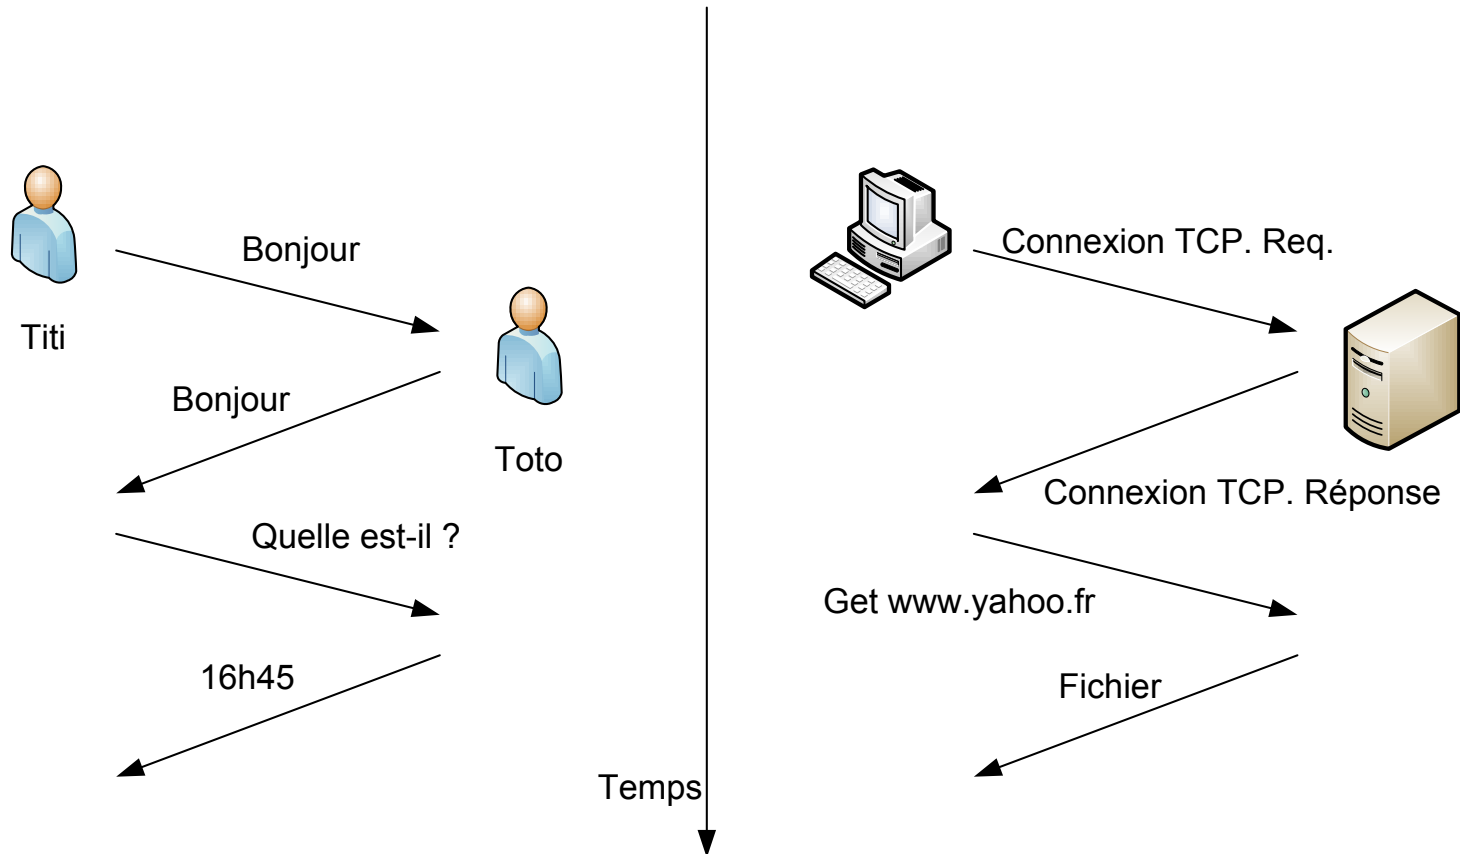 Bonjour
Titi
Bonjour
Toto
Quelle est-il ?
16h45
Temps
Connexion TCP. Req.
Connexion TCP. Réponse
Get www.yahoo.fr
Fichier